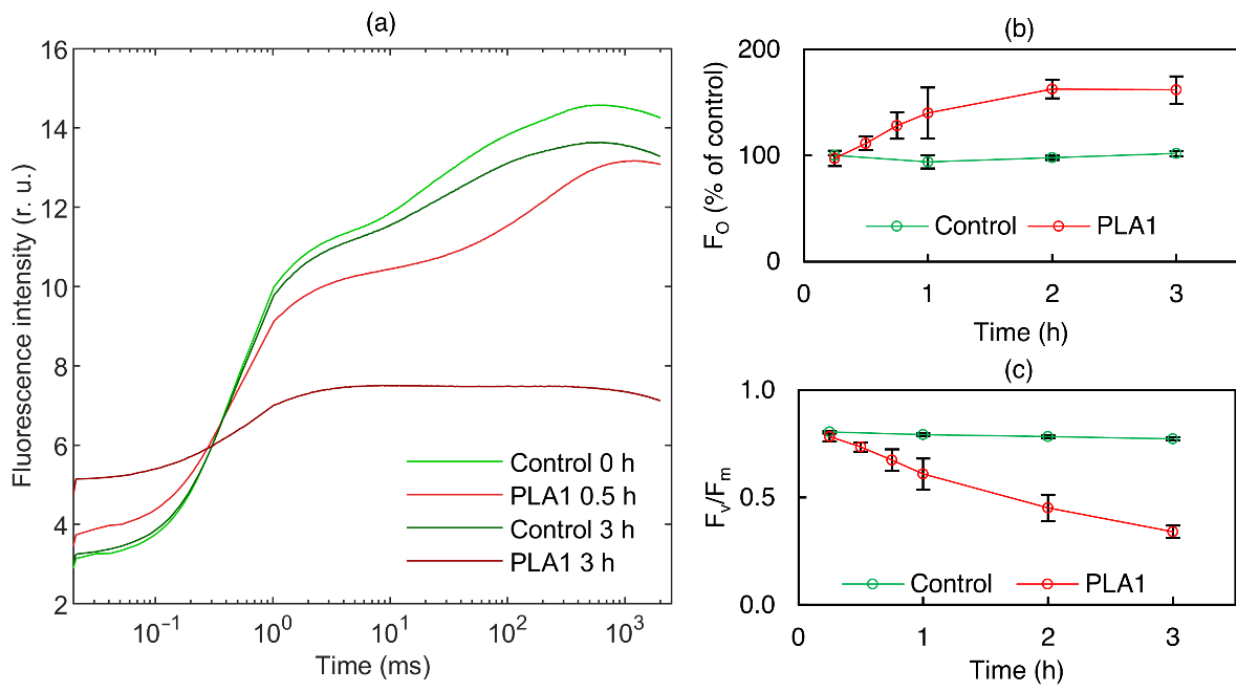 (a)
Fluorescence intensity (r. u.)
16
14
12
10
8
6
4
2
Control 0 h
PLA1 0.5 h
Control 3 h
PLA1 3 h
10⁻¹ 10⁰ 10¹ 10² 10³
Time (ms)
(b)
F_O (% of control)
200
100
0
Control PLA1
0 1 2 3
Time (h)
(c)
F_v/F_m
1.0
0.5
0.0
Control PLA1
0 1 2 3
Time (h)